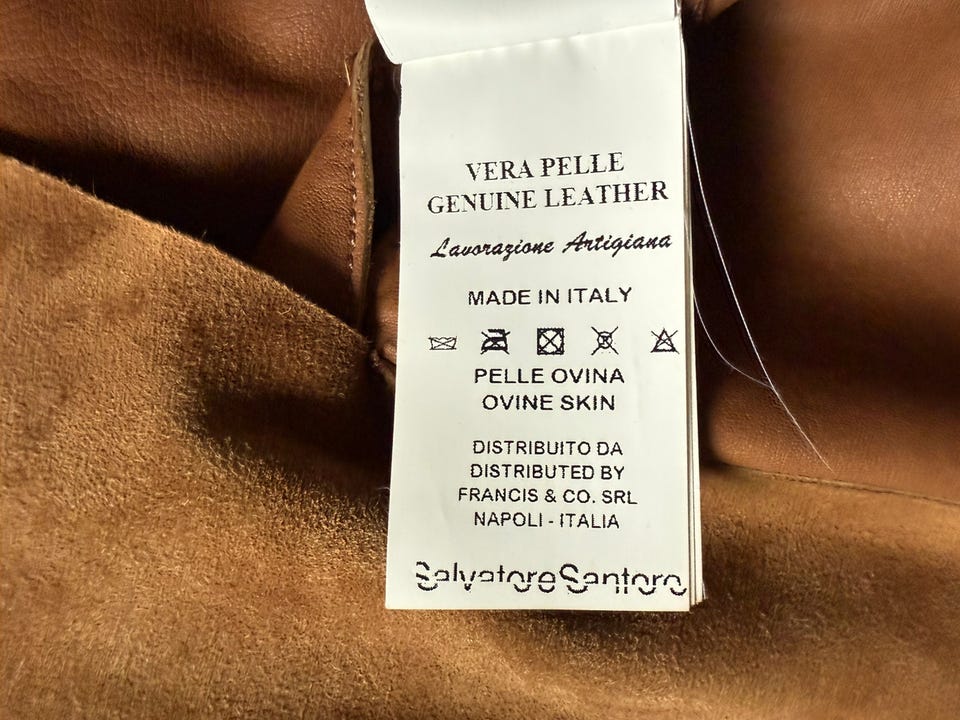 VERA PELLE
GENUINE LEATHER
Lavorazione Artigiana
MADE IN ITALY
PELLE OVINA
OVINE SKIN
DISTRIBUITO DA
DISTRIBUTED BY
FRANCIS & CO. SRL
NAPOLI - ITALIA
SalvatoreSantoro